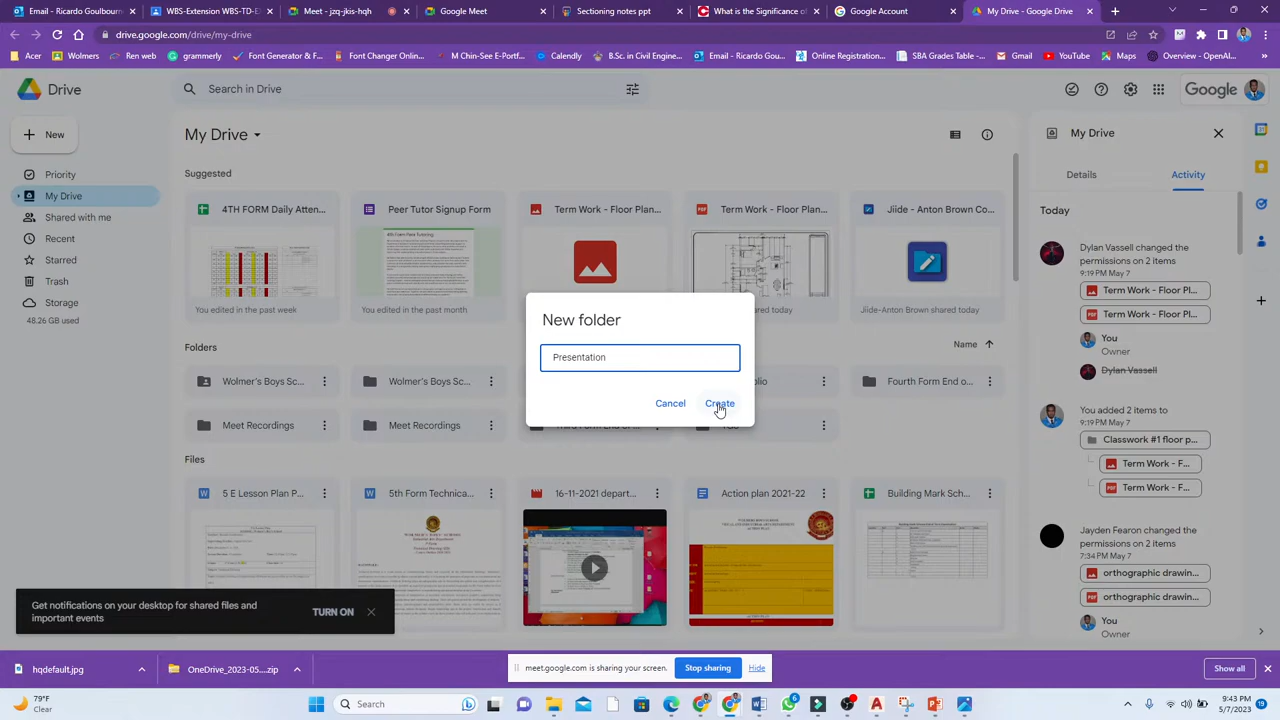 Email - Ricardo Goulbourn
WBS-Extension WBS-TD-E
Meet - jzq-jkis-hqb
Google Meet
Sectioning notes ppt
What is the Significance o
Google Account
My Drive - Google Drive
drive.google.com/drive/my-drive
Acer
Wolmers
Ren web
grammerly
Font Generator / F...
Font Changer Onlin...
M Chin-See E-Portf...
B.Sc. in Civil Engine...
Email - Ricardo Gou...
Online Registration...
SBA Grades Table:...
Gmail
YouTube
Maps
Overview - OpenAI...
Drive
Search in Drive
Google
New
My Drive
My Drive
Priority
My Drive
Shared with me
Recent
Starred
Trash
Storage
48.26 GB used
Suggested
4TH FORM Daily Atten...
Peer Tutor Signup Form
Term Work - Floor Plan...
Term Work - Floor Plan...
Jiide - Anton Brown Co...
4th Form Peer Tutoring
You edited in the past week
You edited in the past month
shared today
Jiide-Anton Brown shared today
Folders
Name
Wolmer's Boys Sc...
Wolmer's Boys Sc...
Fourth Form End o...
Meet Recordings
Meet Recordings
New folder
Presentation
Cancel
Create
Files
5 E Lesson Plan P...
5th Form Technica...
16-11-2021 depart...
Action plan 2021-22
Building Mark Sch...
Details
Activity
Today
Dylan Vassell changed the
permissions on 2 items
9:19 PM May 7
Term Work - Floor Pl...
Term Work - Floor Pl...
You
Owner
Dylan Vassell
You added 2 items to
9:19 PM May 7
Classwork #1 floor p...
Term Work - F...
Term Work - F...
Jayden Fearon changed the
permissions on 2 items
7:34 PM May 7
orthographic drawin...
orthographic drawin...
You
Owner
Get notifications on your desktop for shared files and
important events
TURN ON
hqdefault.jpg
OneDrive_2023-05....zip
meet.google.com is sharing your screen.
Stop sharing
Hide
Show all
79°F
Clear
Search
6
9:43 PM
5/7/2023
19